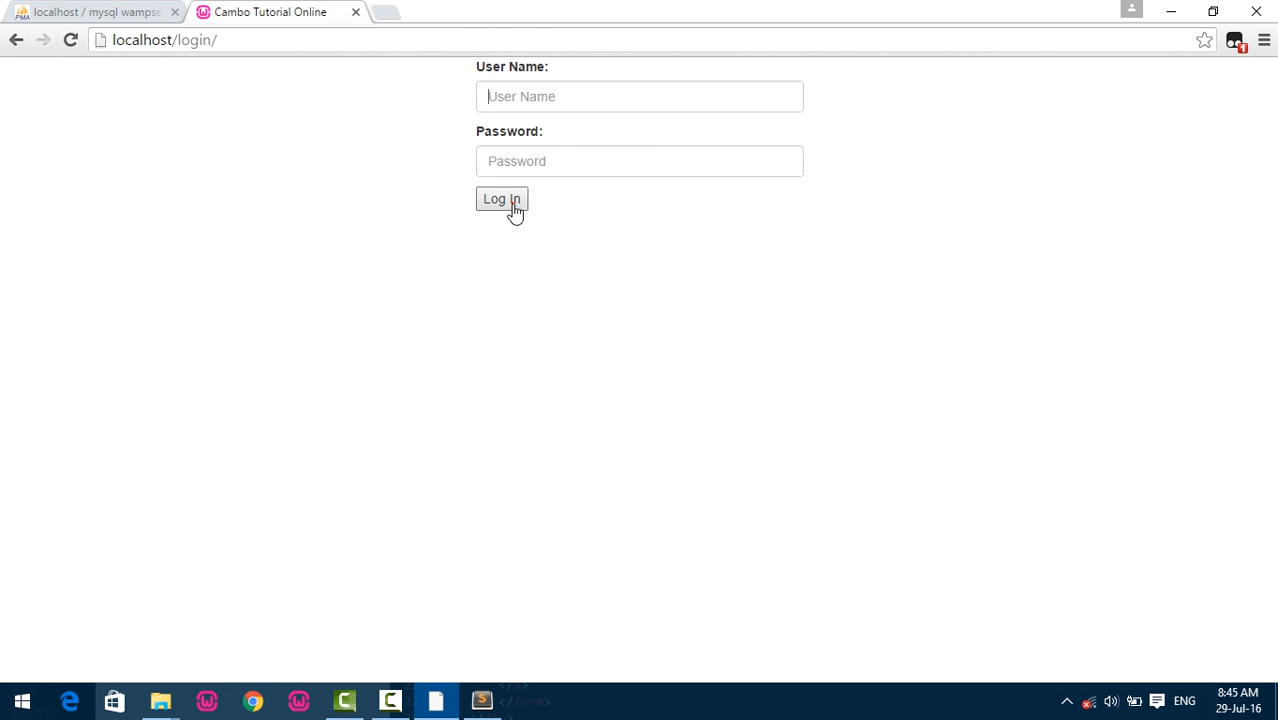 localhost / mysql wampse
Cambo Tutorial Online
localhost/login/
User Name:
User Name
Password:
Password
Log In
</form>
ENG
8:45 AM
29-Jul-16